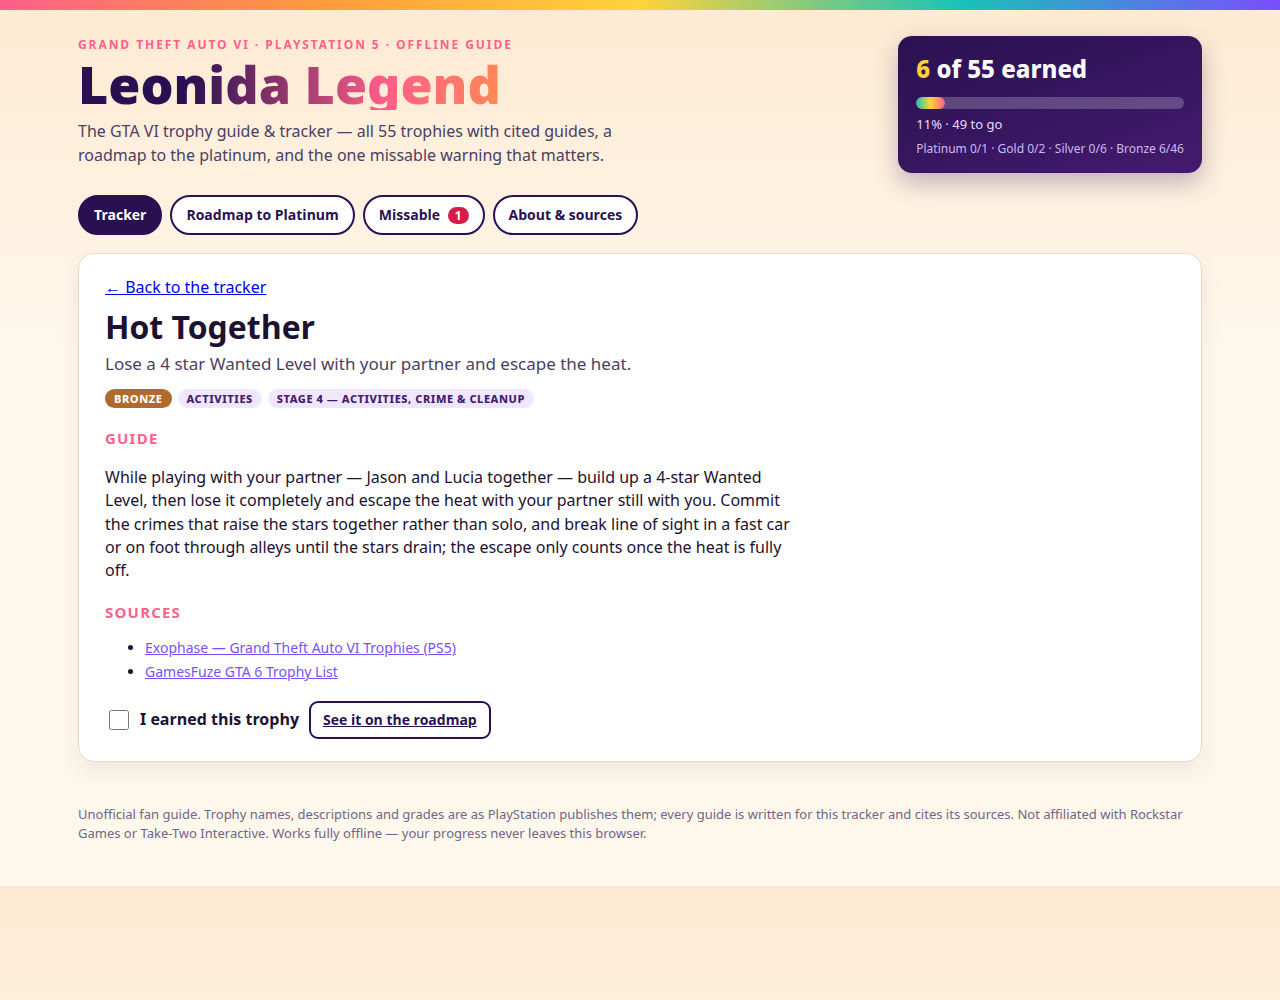 GRAND THEFT AUTO VI · PLAYSTATION 5 · OFFLINE GUIDE
Leonida Legend
The GTA VI trophy guide & tracker — all 55 trophies with cited guides, a
roadmap to the platinum, and the one missable warning that matters.
6 of 55 earned
11% · 49 to go
Platinum 0/1 · Gold 0/2 · Silver 0/6 · Bronze 6/46
Tracker
Roadmap to Platinum
Missable 1
About & sources
← Back to the tracker
Hot Together
Lose a 4 star Wanted Level with your partner and escape the heat.
BRONZE
ACTIVITIES
STAGE 4 — ACTIVITIES, CRIME & CLEANUP
GUIDE
While playing with your partner — Jason and Lucia together — build up a 4-star Wanted
Level, then lose it completely and escape the heat with your partner still with you. Commit
the crimes that raise the stars together rather than solo, and break line of sight in a fast car
or on foot through alleys until the stars drain; the escape only counts once the heat is fully
off.
SOURCES
Exophase — Grand Theft Auto VI Trophies (PS5)
GamesFuze GTA 6 Trophy List
I earned this trophy
See it on the roadmap
Unofficial fan guide. Trophy names, descriptions and grades are as PlayStation publishes them; every guide is written for this tracker and cites its sources. Not affiliated with Rockstar
Games or Take-Two Interactive. Works fully offline — your progress never leaves this browser.